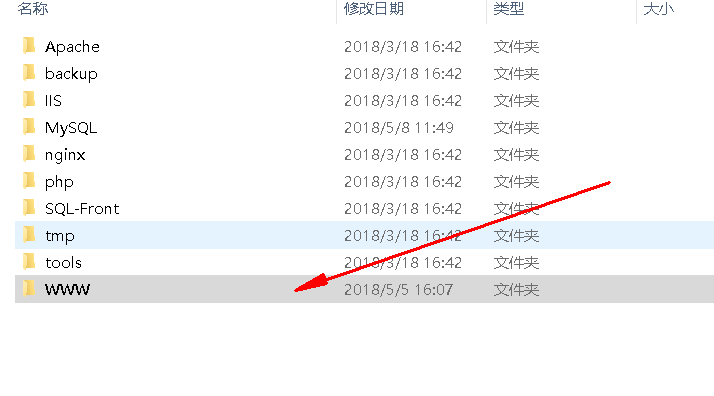 名称 修改日期 类型 大小
Apache 2018/3/18 16:42 文件夹
backup 2018/3/18 16:42 文件夹
IIS 2018/3/18 16:42 文件夹
MySQL 2018/5/8 11:49 文件夹
nginx 2018/3/18 16:42 文件夹
php 2018/3/18 16:42 文件夹
SQL-Front 2018/3/18 16:42 文件夹
tmp 2018/3/18 16:42 文件夹
tools 2018/3/18 16:42 文件夹
WWW 2018/5/5 16:07 文件夹